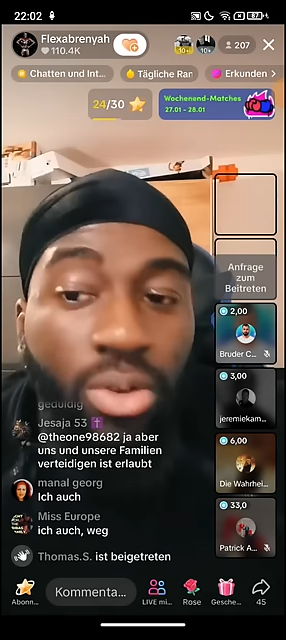 22:02
87
Flexabrenyah
110.4K
10+
10+
207
Chatten und Int...
Tägliche Ran
Erkunden >
24/30
Wochenend-Matches
27.01 - 28.01
Anfrage
zum
Beitreten
2,00
Bruder C...
3,00
jeremiekam...
6,00
Die Wahrhei...
33,0
Patrick A...
geduldig
Jesaja 53
@theone98682 ja aber
uns und unsere Familien
verteidigen ist erlaubt
manal georg
Ich auch
Miss Europe
ich auch, weg
Thomas.S. ist beigetreten
Abonn...
Kommenta...
LIVE mi...
Rose
Gesche...
45